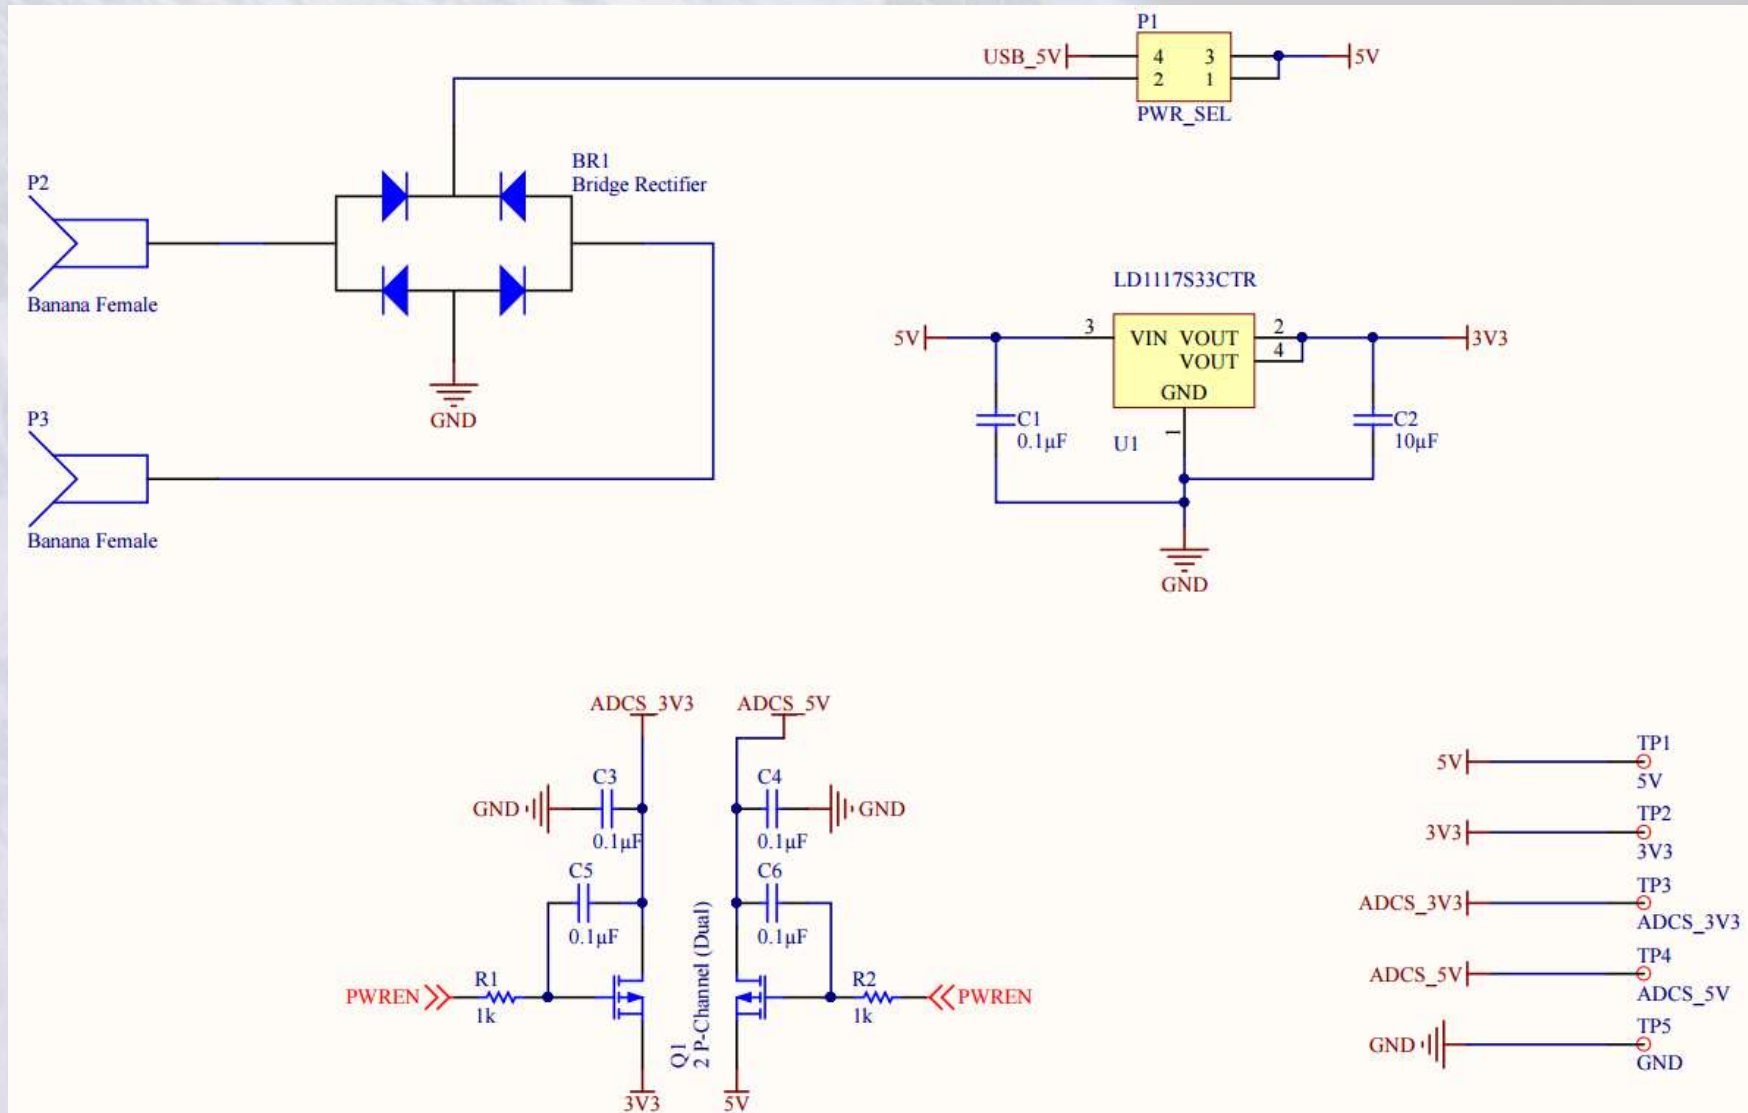 P1
USB_5V
4 3
2 1
5V
PWR_SEL
P2
Banana Female
BR1
Bridge Rectifier
GND
P3
Banana Female
LD1117S33CTR
5V
3
VIN VOUT
VOUT
GND
2
4
3V3
C1
0.1µF
U1
1
C2
10µF
GND
ADCS_3V3
C3
GND
0.1µF
C5
0.1µF
PWREN
R1
1k
3V3
Q1
2 P-Channel (Dual)
ADCS_5V
C4
GND
0.1µF
C6
0.1µF
R2
1k
PWREN
5V
TP1
5V
5V
TP2
3V3
3V3
TP3
ADCS_3V3
ADCS_3V3
TP4
ADCS_5V
ADCS_5V
TP5
GND
GND